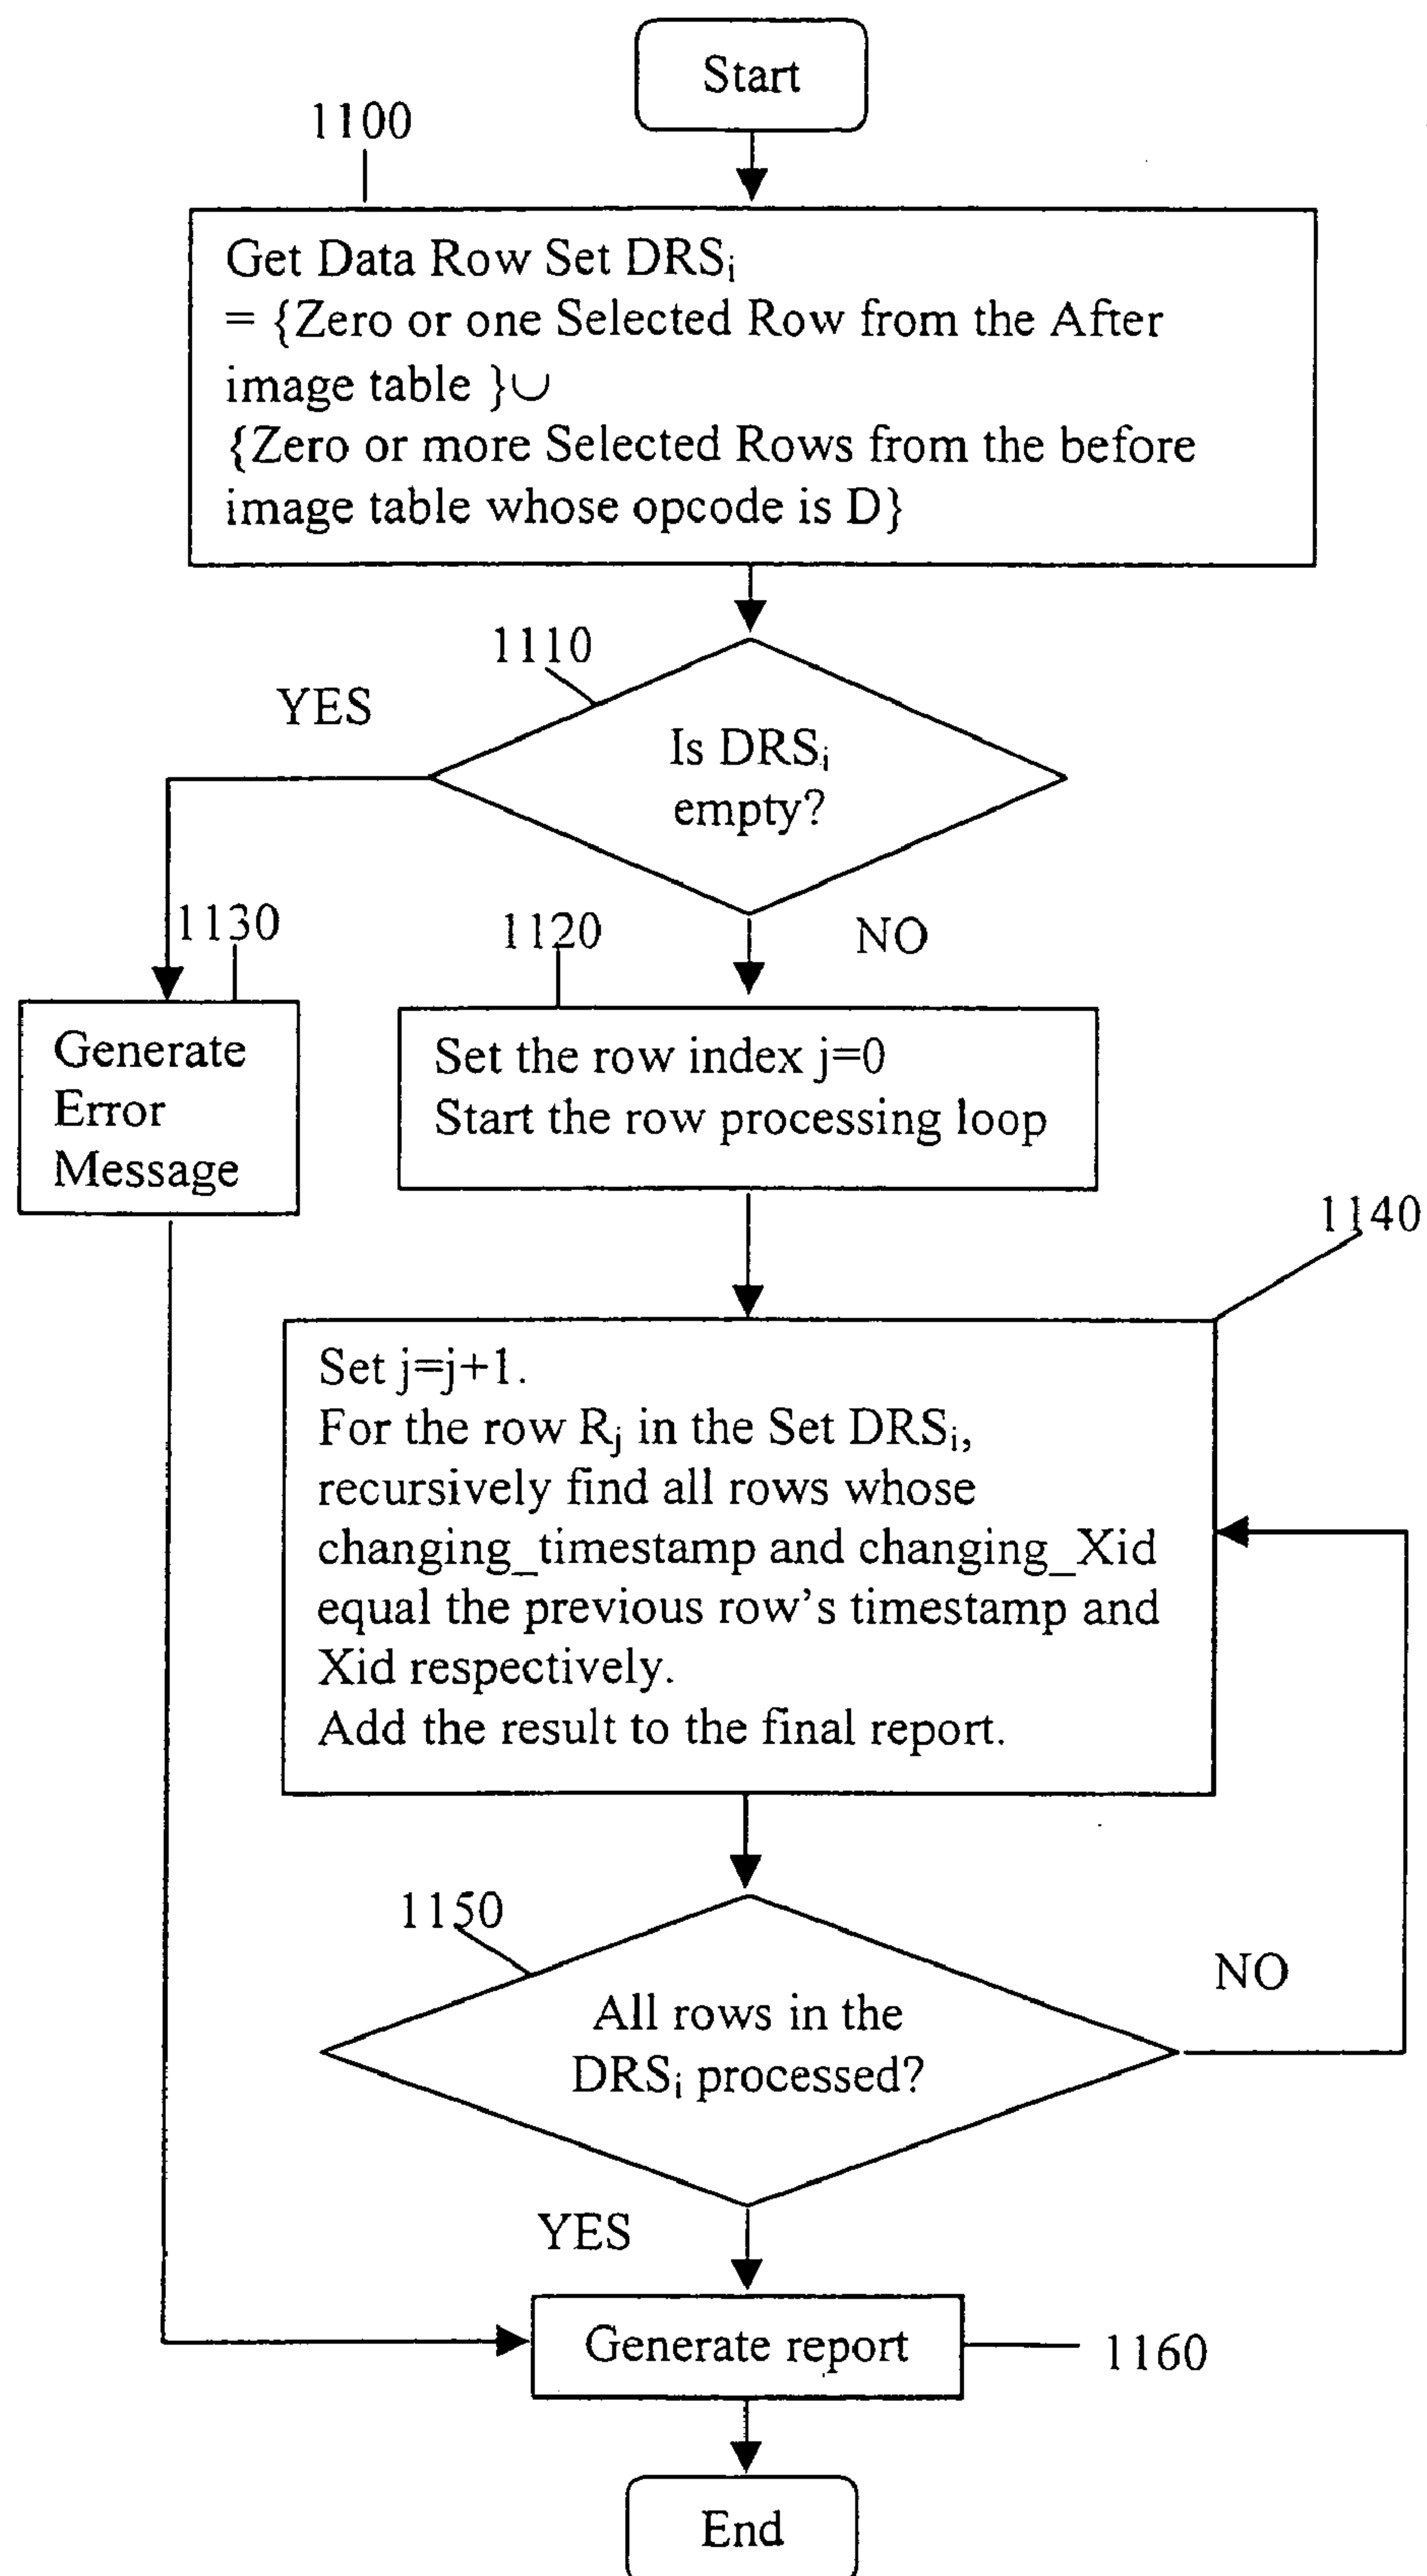 Start
1100
Get Data Row Set DRSi
= {Zero or one Selected Row from the After
image table }∪
{Zero or more Selected Rows from the before
image table whose opcode is D}
1110
YES
Is DRSi
empty?
1130
1120
NO
Generate
Error
Message
Set the row index j=0
Start the row processing loop
1140
Set j=j+1.
For the row Rj in the Set DRSi,
recursively find all rows whose
changing_timestamp and changing_Xid
equal the previous row's timestamp and
Xid respectively.
Add the result to the final report.
1150
NO
All rows in the
DRSi processed?
YES
Generate report
1160
End